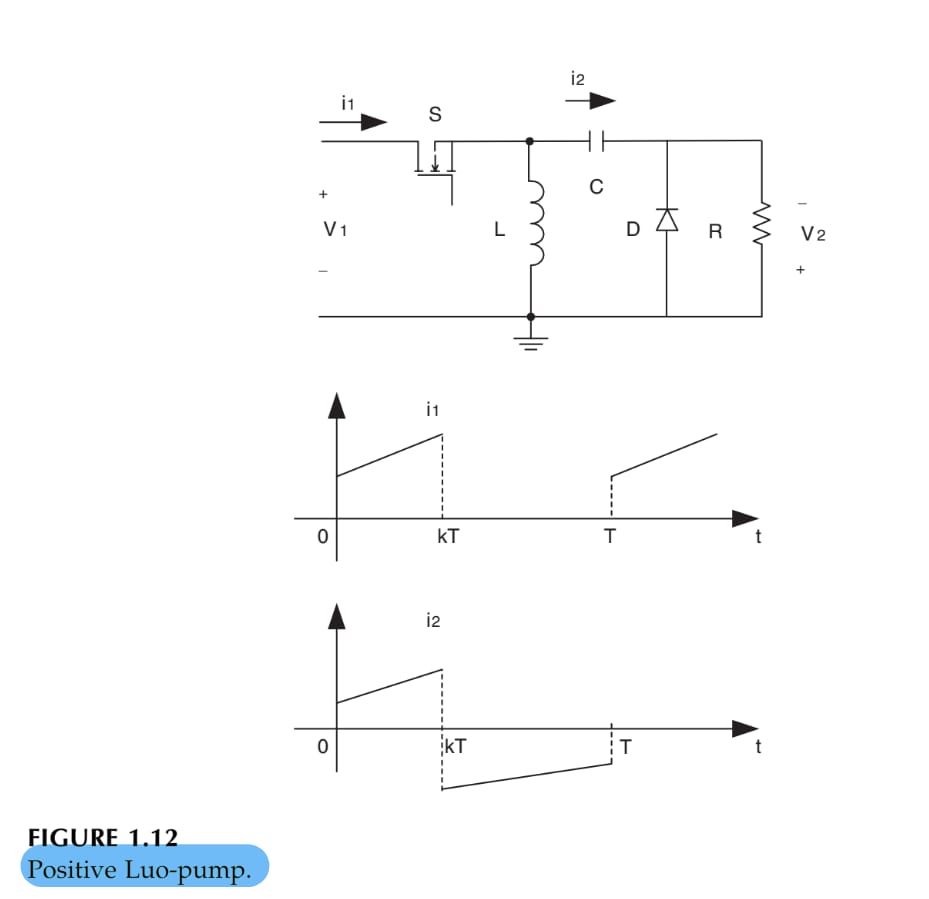 i2
i1
S
+
C
V1
L
D
R
–
V2
–
+
i1
0
kT
T
t
i2
0
kT
T
t
FIGURE 1.12
Positive Luo-pump.